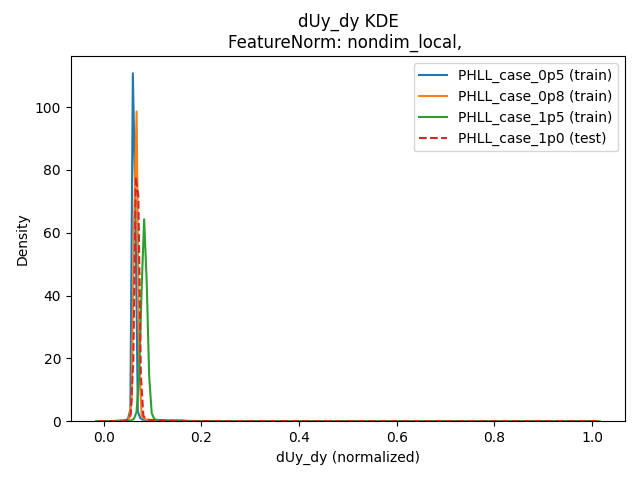 dUy_dy KDE
FeatureNorm: nondim_local,
PHLL_case_0p5 (train)
PHLL_case_0p8 (train)
PHLL_case_1p5 (train)
PHLL_case_1p0 (test)
Density
100
80
60
40
20
0
0.0 0.2 0.4 0.6 0.8 1.0
dUy_dy (normalized)